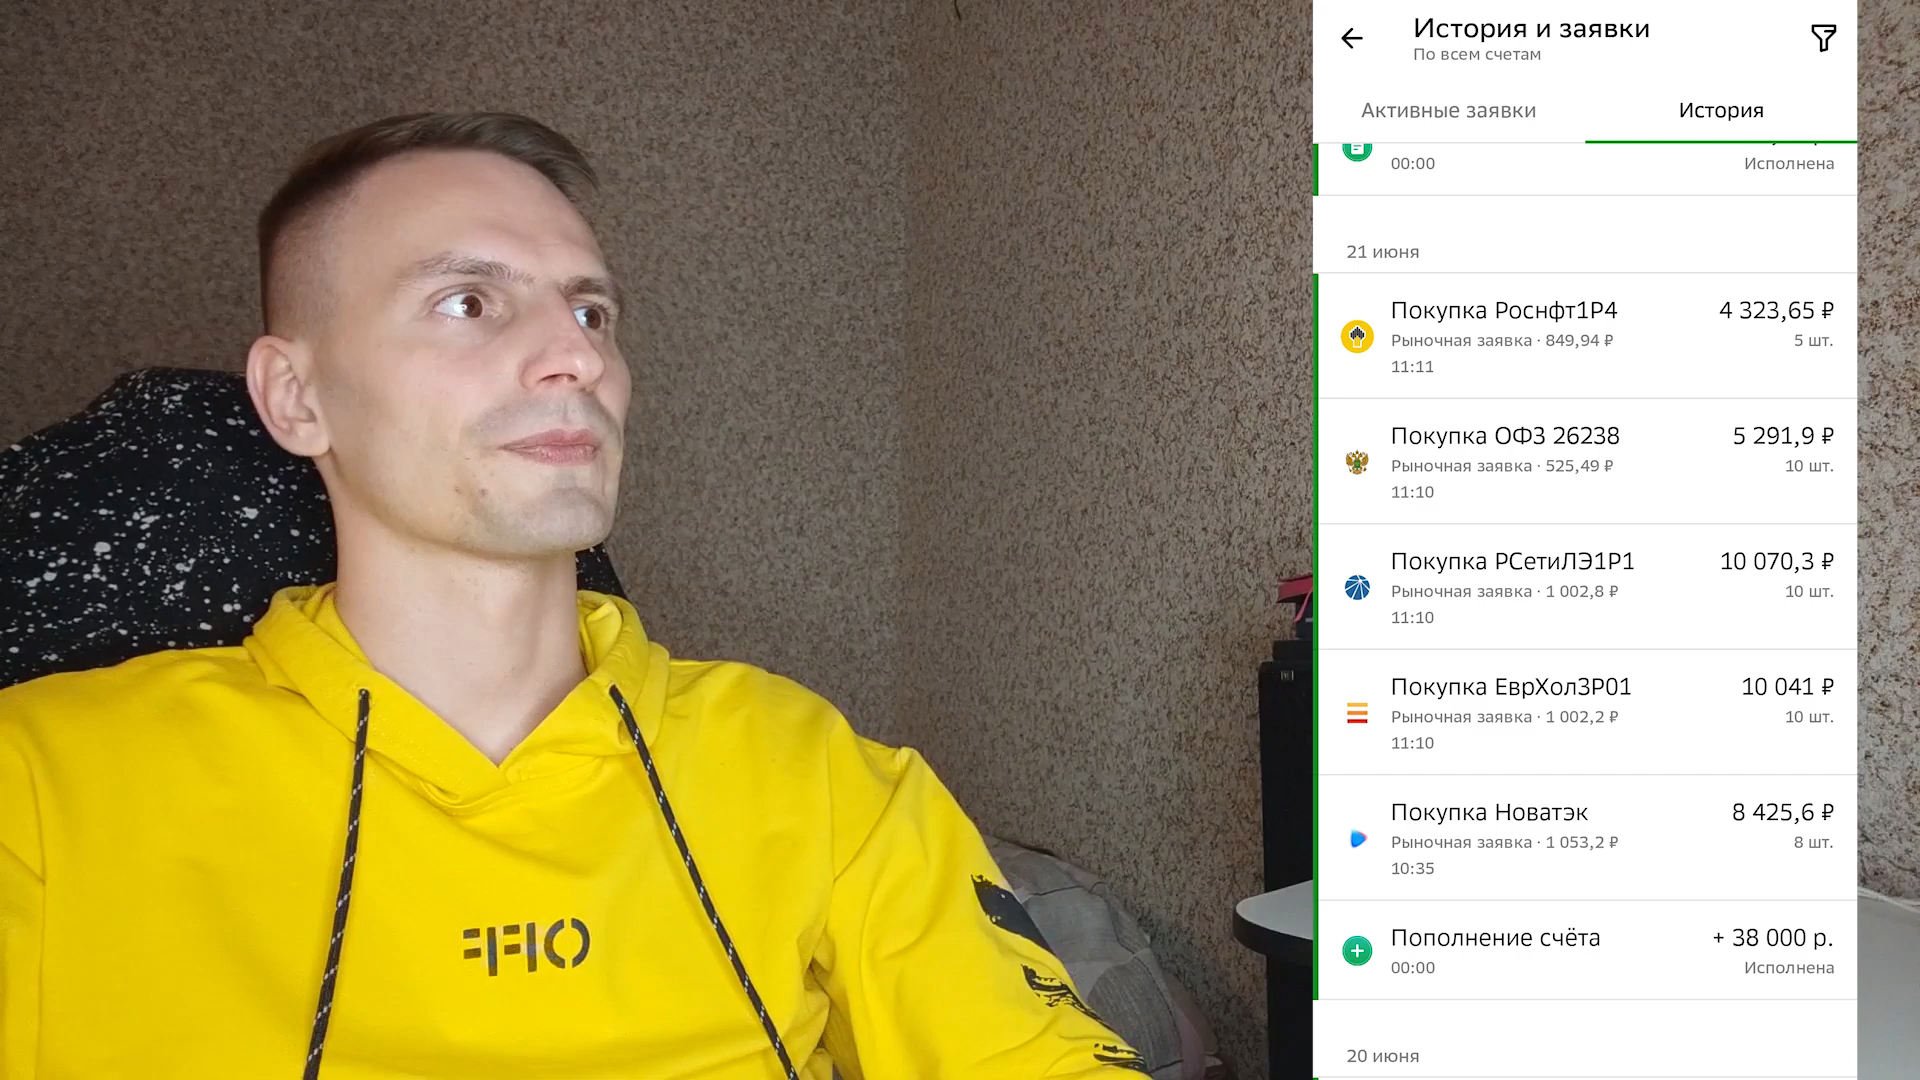 История и заявки
По всем счетам
Активные заявки
История
00:00
Исполнена
21 июня
Покупка Роснфт1Р4
4 323,65 ₽
Рыночная заявка · 849,94 ₽
5 шт.
11:11
Покупка ОФЗ 26238
5 291,9 ₽
Рыночная заявка · 525,49 ₽
10 шт.
11:10
Покупка РСетиЛЭ1Р1
10 070,3 ₽
Рыночная заявка · 1 002,8 ₽
10 шт.
11:10
Покупка ЕврХол3Р01
10 041 ₽
Рыночная заявка · 1 002,2 ₽
10 шт.
11:10
Покупка Новатэк
8 425,6 ₽
Рыночная заявка · 1 053,2 ₽
8 шт.
10:35
Пополнение счёта
+ 38 000 р.
00:00
Исполнена
20 июня